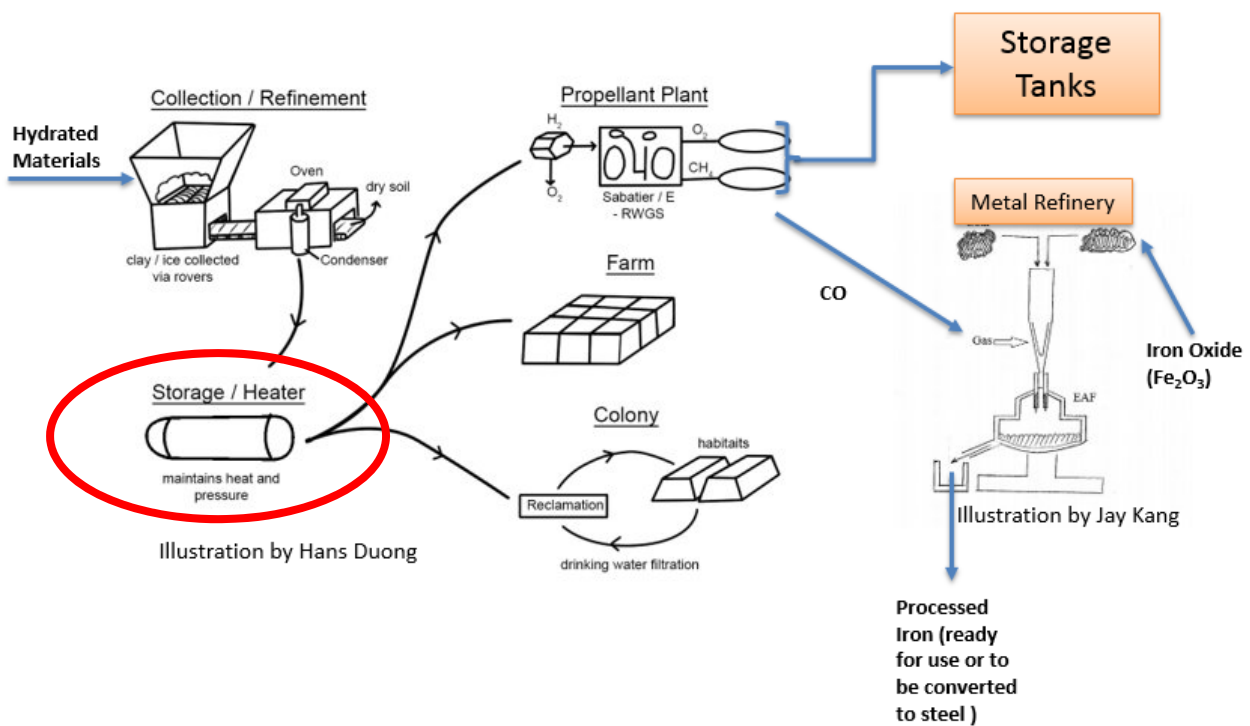 Storage
Tanks
Collection / Refinement
Propellant Plant
Hydrated
Materials
H2
O2
Oven
dry soil
O2
CH4
Sabatier / E
- RWGS
Metal Refinery
clay / ice collected
via rovers
Condenser
Farm
CO
Gas
Iron Oxide
(Fe2O3)
Storage / Heater
EAF
Colony
habitaits
maintains heat and
pressure
Reclamation
Illustration by Jay Kang
Illustration by Hans Duong
drinking water filtration
Processed
Iron (ready
for use or to
be converted
to steel )